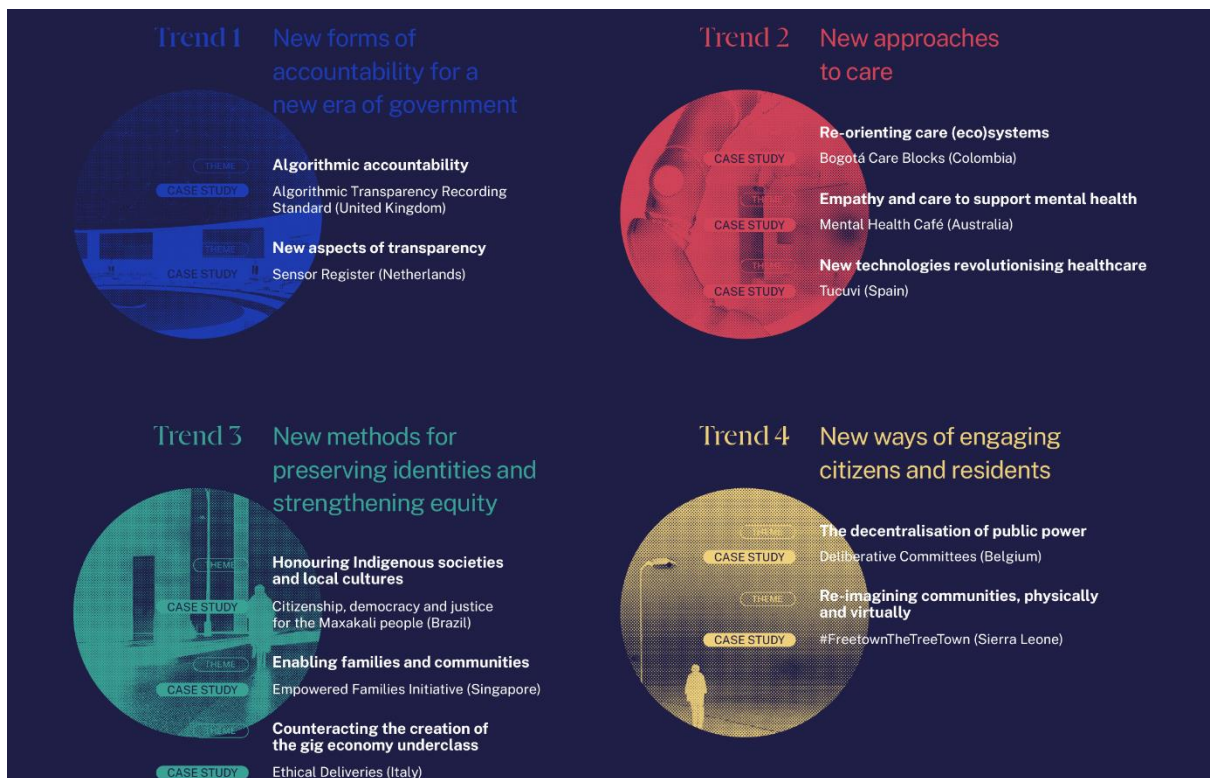 Trend 1
New forms of
accountability for a
new era of government
THEME
Algorithmic accountability
CASE STUDY
Algorithmic Transparency Recording
Standard (United Kingdom)
THEME
New aspects of transparency
CASE STUDY
Sensor Register (Netherlands)
Trend 2
New approaches
to care
Re-orienting care (eco)systems
CASE STUDY
Bogotá Care Blocks (Colombia)
THEME
Empathy and care to support mental health
CASE STUDY
Mental Health Café (Australia)
THEME
New technologies revolutionising healthcare
CASE STUDY
Tucuvi (Spain)
Trend 3
New methods for
preserving identities and
strengthening equity
THEME
Honouring Indigenous societies
and local cultures
CASE STUDY
Citizenship, democracy and justice
for the Maxakali people (Brazil)
THEME
Enabling families and communities
CASE STUDY
Empowered Families Initiative (Singapore)
THEME
Counteracting the creation of
the gig economy underclass
CASE STUDY
Ethical Deliveries (Italy)
Trend 4
New ways of engaging
citizens and residents
THEME
The decentralisation of public power
CASE STUDY
Deliberative Committees (Belgium)
THEME
Re-imagining communities, physically
and virtually
CASE STUDY
#FreetownTheTreeTown (Sierra Leone)